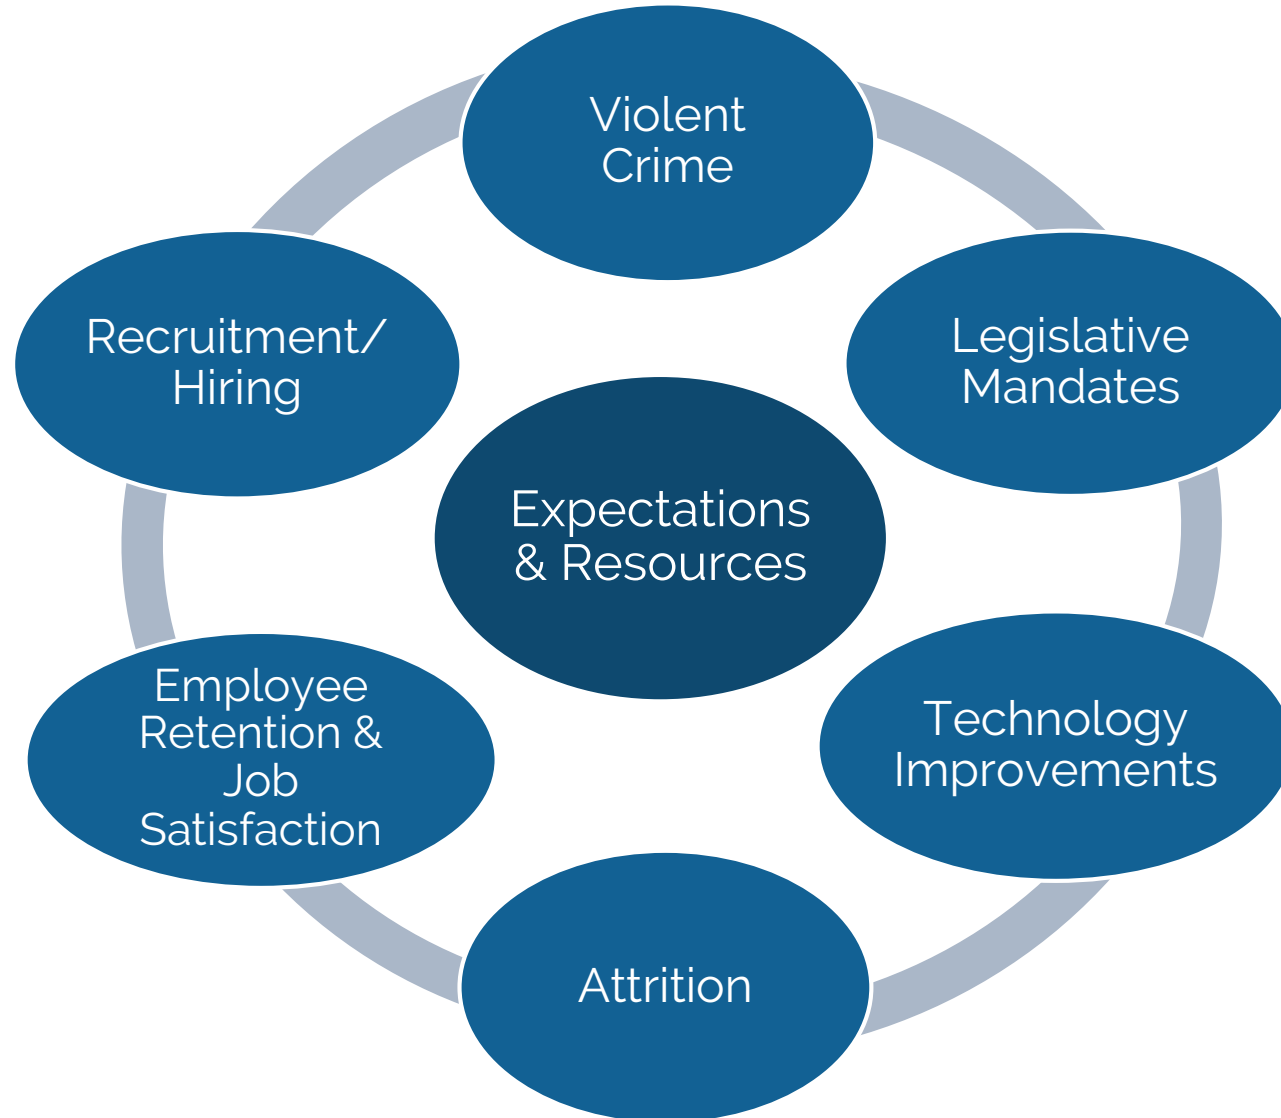 Violent
Crime
Legislative
Mandates
Technology
Improvements
Attrition
Employee
Retention &
Job
Satisfaction
Recruitment/
Hiring
Expectations
& Resources